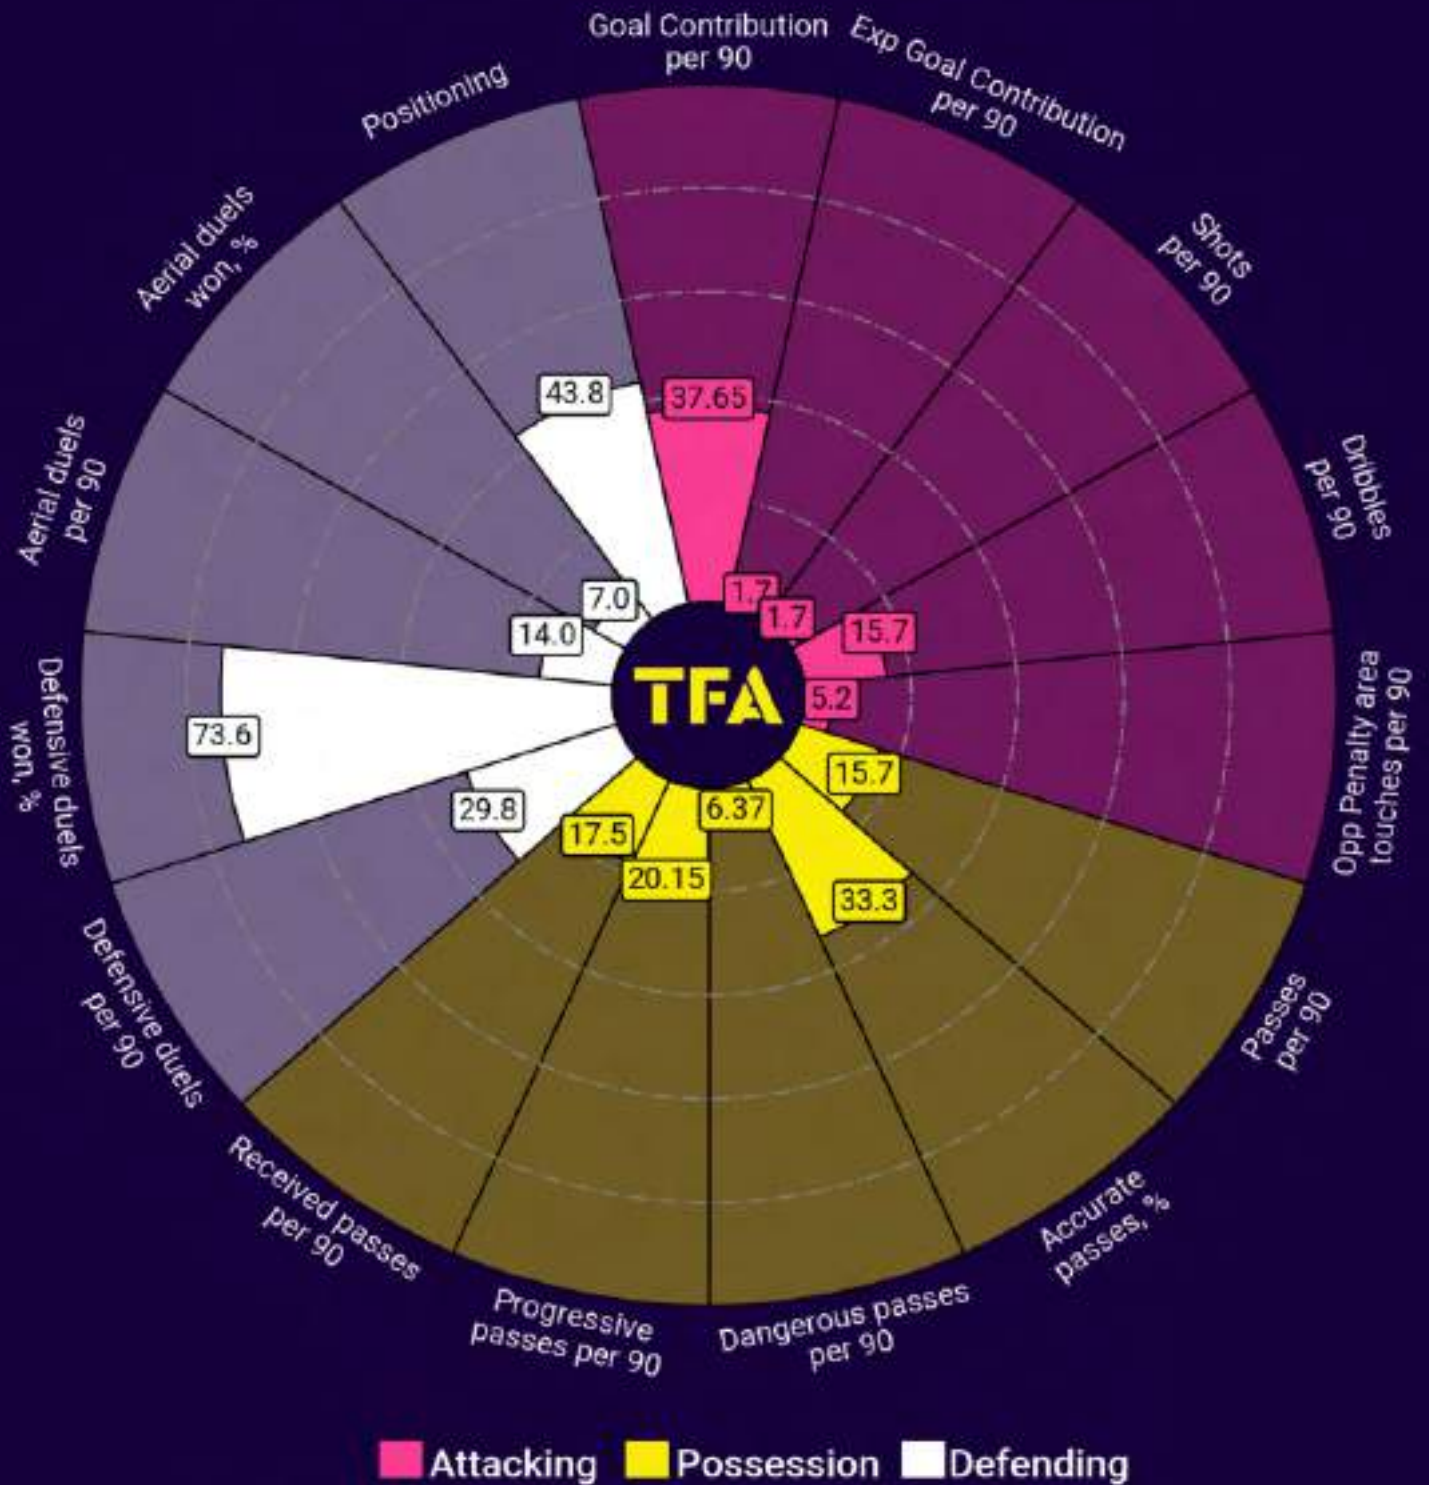 Goal Contribution
per 90
Exp Goal Contribution
per 90
Shots
per 90
Dribbles
per 90
Opp Penalty area
touches per 90
Passes
per 90
Accurate
passes, %
Dangerous passes
per 90
Progressive
passes per 90
Received passes
per 90
Defensive duels
per 90
Defensive duels
won, %
Aerial duels
per 90
Aerial duels
won, %
Positioning
37.65
1.7
1.7
15.7
5.2
15.7
33.3
6.37
20.15
17.5
29.8
73.6
14.0
7.0
43.8
TFA
Attacking
Possession
Defending